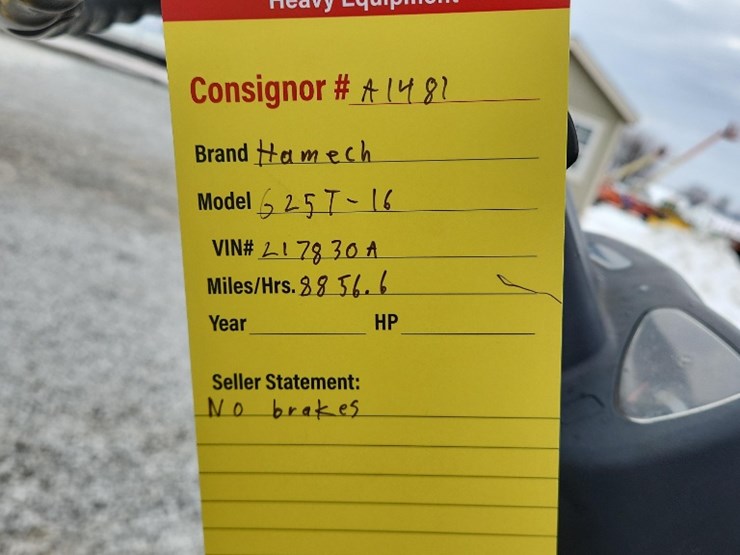 Heavy Equipment
Consignor # A1481
Brand Hamech
Model G25T-16
VIN# 217830A
Miles/Hrs. 8856.6
Year HP
Seller Statement:
No brakes